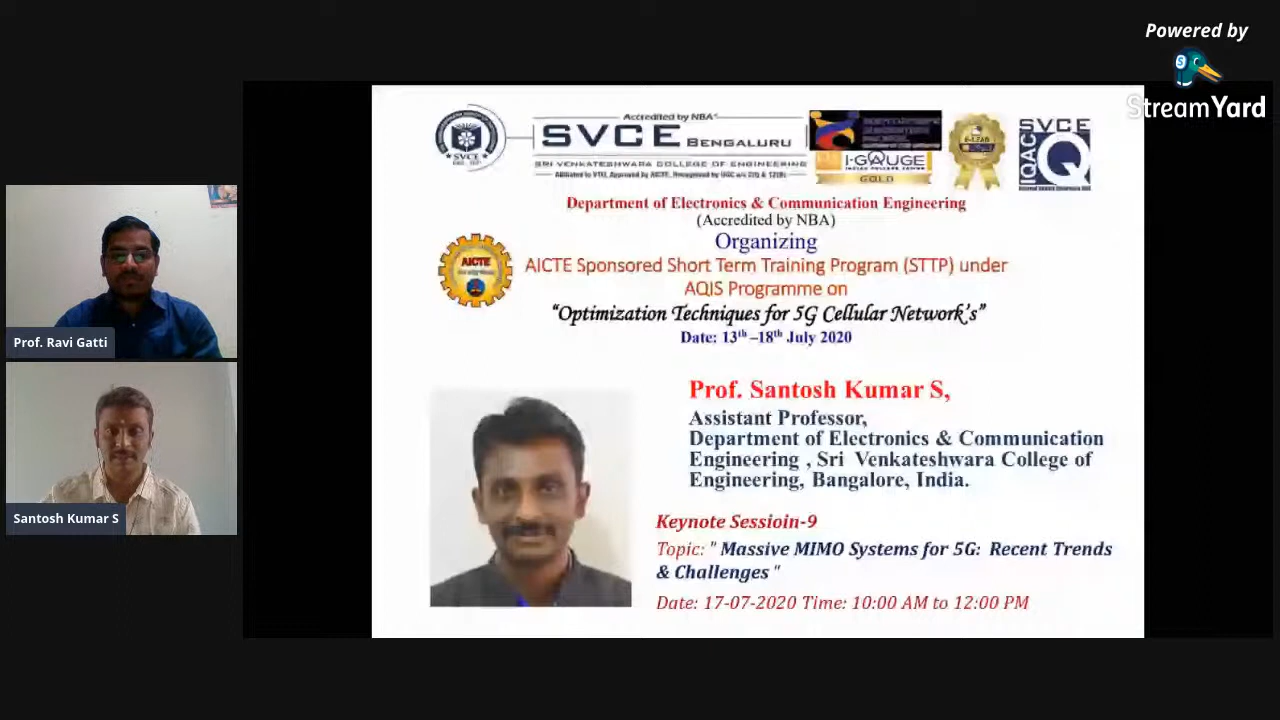 Powered by
StreamYard
Accredited by NBA
SVCE BENGALURU
SRI VENKATESHWARA COLLEGE OF ENGINEERING
SVCE
I-GAUGE
GOLD
E-LEAD
SVCE
IQAC
Department of Electronics & Communication Engineering
(Accredited by NBA)
Organizing
AICTE
AICTE Sponsored Short Term Training Program (STTP) under
AQIS Programme on
“Optimization Techniques for 5G Cellular Network’s”
Date: 13th –18th July 2020
Prof. Ravi Gatti
Santosh Kumar S
Prof. Santosh Kumar S,
Assistant Professor,
Department of Electronics & Communication
Engineering , Sri Venkateshwara College of
Engineering, Bangalore, India.
Keynote Sessioin-9
Topic: " Massive MIMO Systems for 5G: Recent Trends
& Challenges "
Date: 17-07-2020 Time: 10:00 AM to 12:00 PM